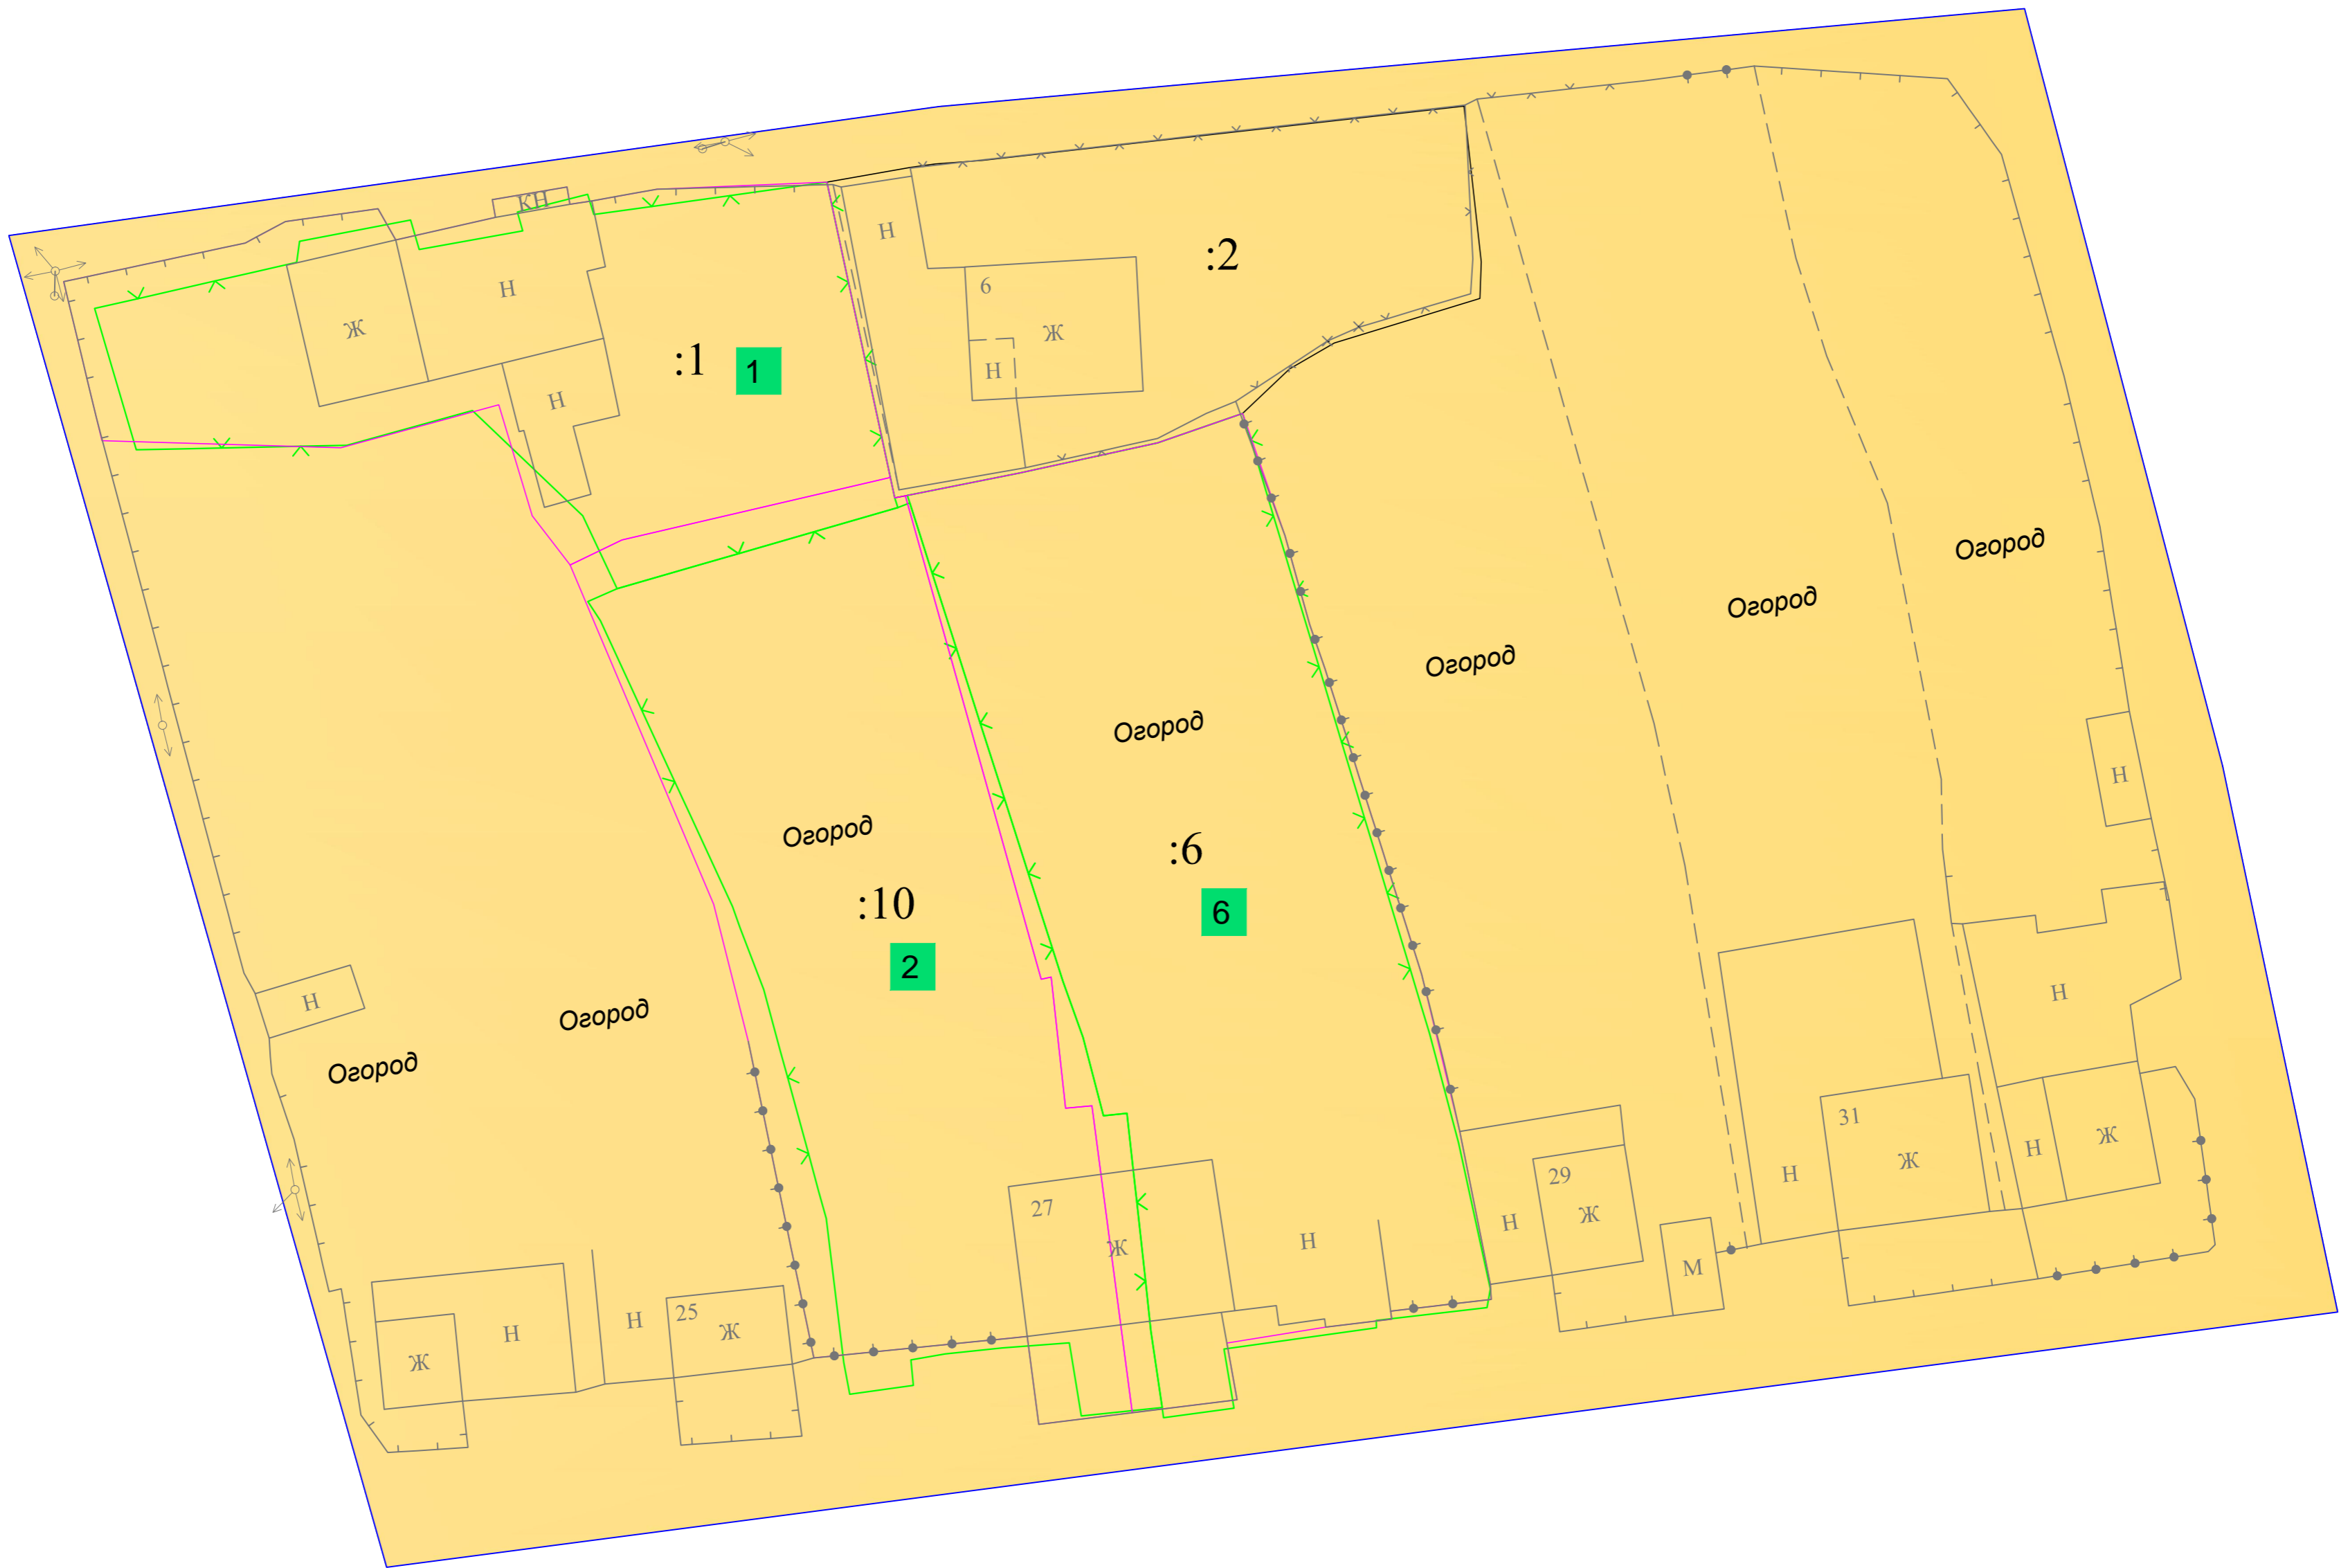 КН
Н
:2
6
Н
Ж
Ж
:1
1
Н
Н
Огород
Огород
Огород
Огород
Н
Огород
:6
:10
6
2
Н
Н
Огород
Огород
31
Н
Ж
Н
Ж
29
Н
Ж
27
Н
Ж
М
25
Н
Ж
Н
Ж